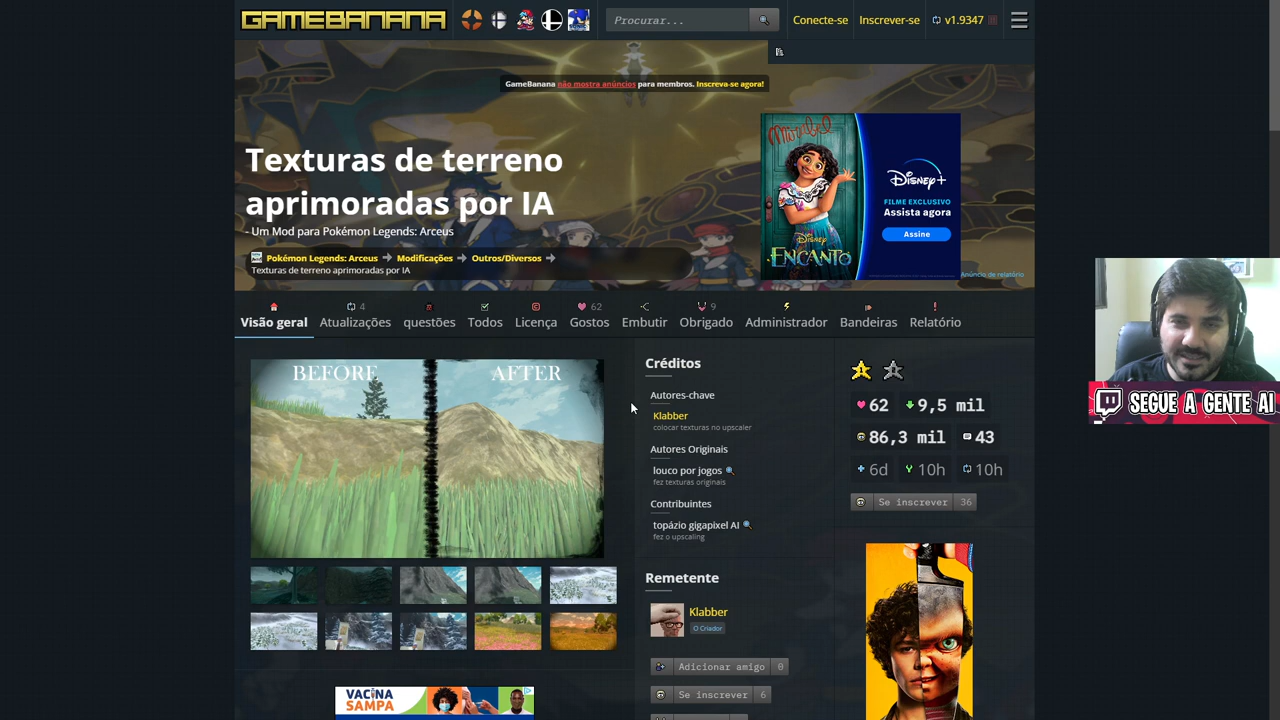 GAMEBANANA
Procurar...
Conecte-se
Inscrever-se
v1.9347
GameBanana não mostra anúncios para membros. Inscreva-se agora!
Texturas de terreno
aprimoradas por IA
- Um Mod para Pokémon Legends: Arceus
Pokémon Legends: Arceus
Modificações
Outros/Diversos
Texturas de terreno aprimoradas por IA
Mirabel
Disney
ENCANTO
Disney+
FILME EXCLUSIVO
Assista agora
Assine
Anúncio de relatório
Visão geral
4
Atualizações
questões
Todos
Licença
62
Gostos
Embutir
9
Obrigado
Administrador
Bandeiras
Relatório
BEFORE
AFTER
Créditos
Autores-chave
Klabber
colocar texturas no upscaler
Autores Originais
louco por jogos
fez texturas originais
Contribuintes
topázio gigapixel AI
fez o upscaling
Remetente
Klabber
O Criador
Adicionar amigo 0
Se inscrever 6
62
9,5 mil
86,3 mil
43
6d
10h
10h
Se inscrever 36
VACINA
SAMPA
SEGUE A GENTE AI